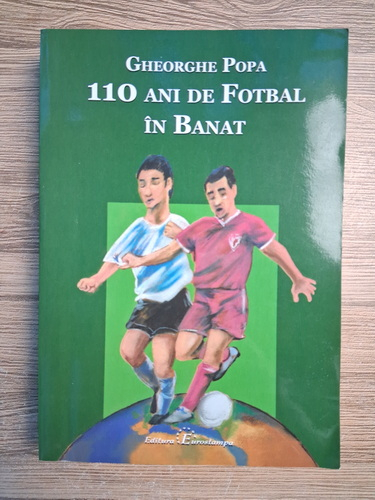 GHEORGHE POPA
110 ANI DE FOTBAL
ÎN BANAT
Editura Eurostampa